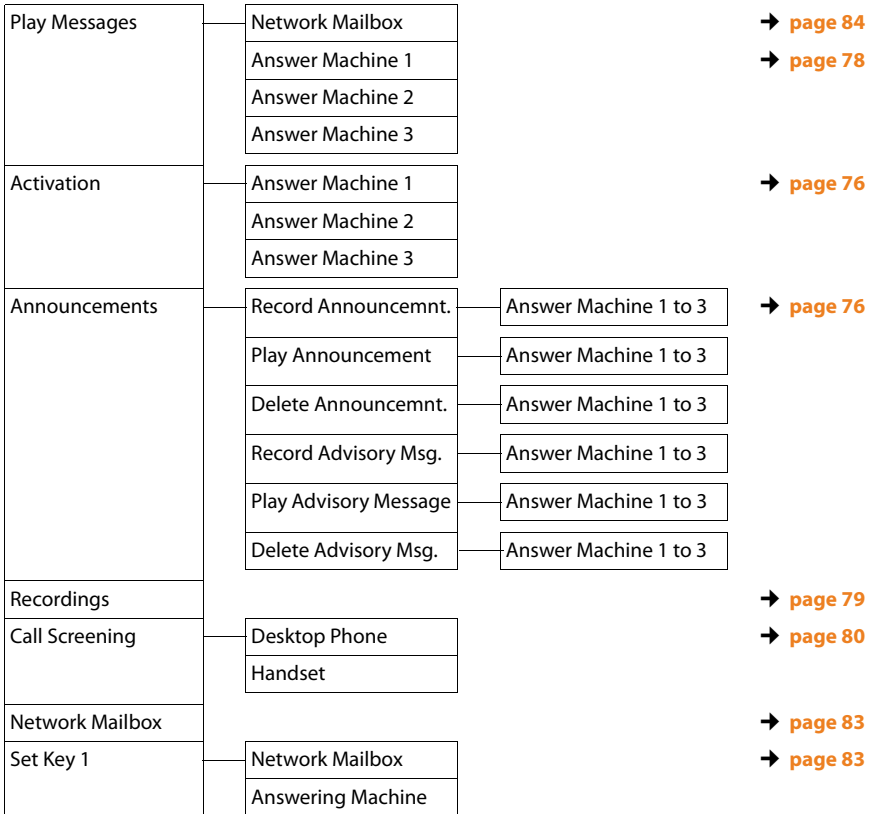 Play Messages Network Mailbox ➔ page 84
Answer Machine 1 ➔ page 78
Answer Machine 2
Answer Machine 3
Activation Answer Machine 1 ➔ page 76
Answer Machine 2
Answer Machine 3
Announcements Record Announcemnt. Answer Machine 1 to 3 ➔ page 76
Play Announcement Answer Machine 1 to 3
Delete Announcemnt. Answer Machine 1 to 3
Record Advisory Msg. Answer Machine 1 to 3
Play Advisory Message Answer Machine 1 to 3
Delete Advisory Msg. Answer Machine 1 to 3
Recordings ➔ page 79
Call Screening Desktop Phone ➔ page 80
Handset
Network Mailbox ➔ page 83
Set Key 1 Network Mailbox ➔ page 83
Answering Machine